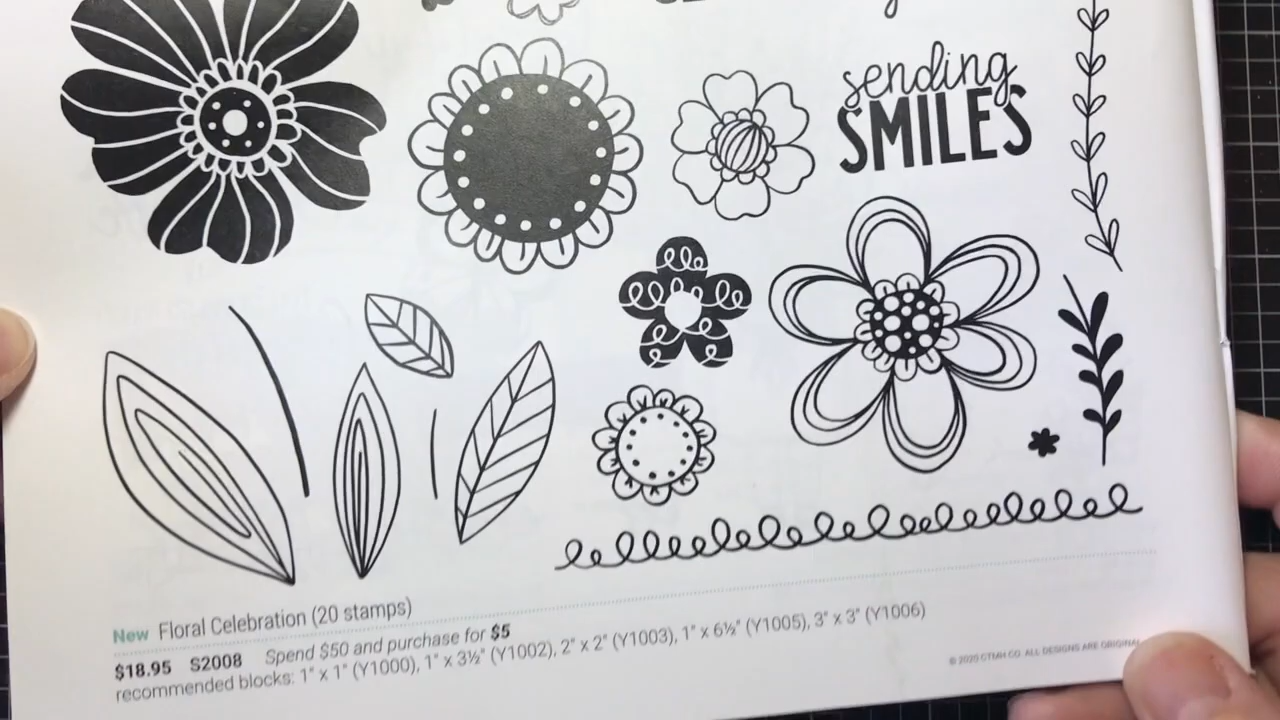 sending
SMILES
New Floral Celebration (20 stamps)
$18.95 S2008 Spend $50 and purchase for $5
recommended blocks: 1" x 1" (Y1000), 1" x 3½" (Y1002), 2" x 2" (Y1003), 1" x 6½" (Y1005), 3" x 3" (Y1006)
© 2020 CTMH CO. ALL DESIGNS ARE ORIGINAL